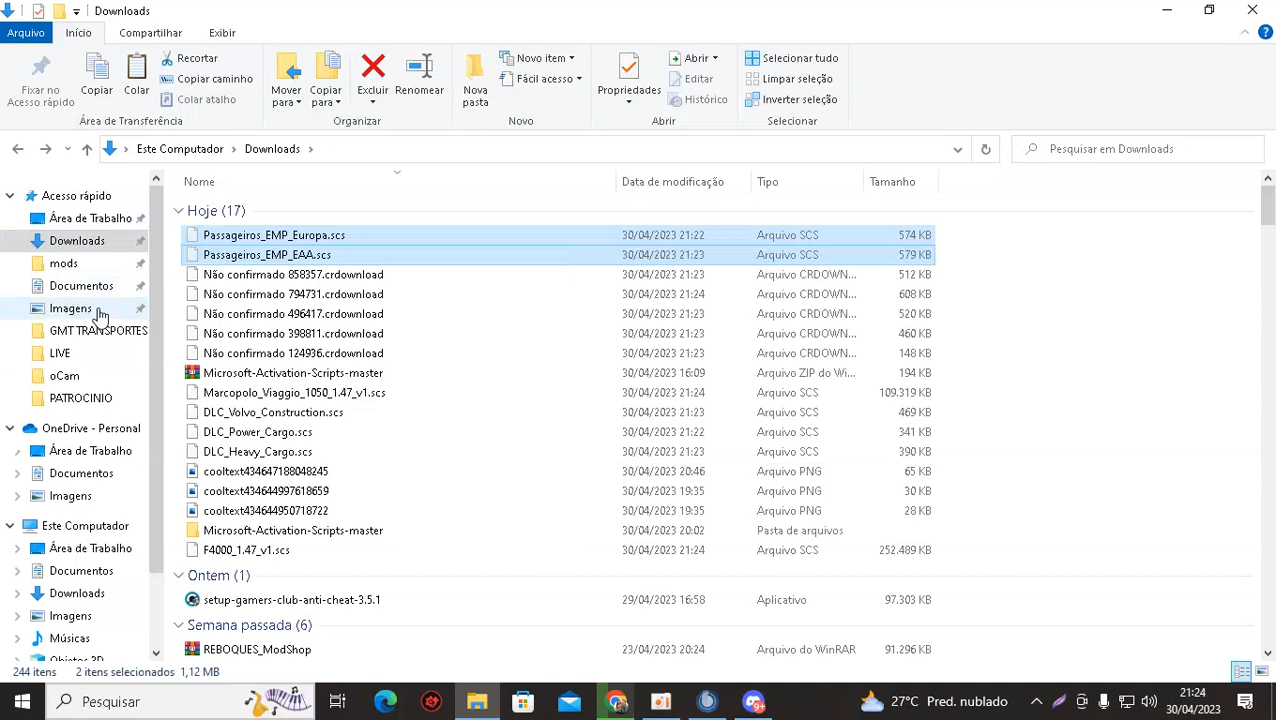 Downloads
Arquivo Início Compartilhar Exibir
Fixar do Acesso rápido
Copiar
Colar
Recortar
Copiar caminho
Colar atalho
Área de Transferência
Mover para
Copiar para
Excluir
Renomear
Organizar
Nova pasta
Novo item
Fácil acesso
Novo
Propriedades
Abrir
Editar
Histórico
Abrir
Selecionar tudo
Limpar seleção
Inverter seleção
Selecionar
Este Computador Downloads
Pesquisar em Downloads
Acesso rápido
Área de Trabalho
Downloads
mods
Documentos
Imagens
GMT TRANSPORTES
LIVE
oCam
PATROCINIO
OneDrive - Personal
Área de Trabalho
Documentos
Imagens
Este Computador
Área de Trabalho
Documentos
Downloads
Imagens
Músicas
Objetos 3D
Nome Data de modificação Tipo Tamanho
Hoje (17)
Passageiros_EMP_Europa.scs 30/04/2023 21:22 Arquivo SCS 574 KB
Passageiros_EMP_EAA.scs 30/04/2023 21:23 Arquivo SCS 579 KB
Não confirmado 858357.crdownload 30/04/2023 21:23 Arquivo CRDOWN... 512 KB
Não confirmado 794731.crdownload 30/04/2023 21:24 Arquivo CRDOWN... 608 KB
Não confirmado 496417.crdownload 30/04/2023 21:23 Arquivo CRDOWN... 520 KB
Não confirmado 398811.crdownload 30/04/2023 21:23 Arquivo CRDOWN... 460 KB
Não confirmado 124936.crdownload 30/04/2023 21:23 Arquivo CRDOWN... 148 KB
Microsoft-Activation-Scripts-master 30/04/2023 16:09 Arquivo ZIP do Wi... 194 KB
Marcopolo_Viaggio_1050_1.47_v1.scs 30/04/2023 21:24 Arquivo SCS 109.319 KB
DLC_Volvo_Construction.scs 30/04/2023 21:23 Arquivo SCS 469 KB
DLC_Power_Cargo.scs 30/04/2023 21:22 Arquivo SCS 341 KB
DLC_Heavy_Cargo.scs 30/04/2023 21:23 Arquivo SCS 390 KB
cooltext434647188048245 30/04/2023 20:46 Arquivo PNG 65 KB
cooltext434644997618659 30/04/2023 19:35 Arquivo PNG 30 KB
cooltext434644950718722 30/04/2023 19:35 Arquivo PNG 28 KB
Microsoft-Activation-Scripts-master 30/04/2023 20:02 Pasta de arquivos
F4000_1.47_v1.scs 30/04/2023 21:24 Arquivo SCS 252.489 KB
Ontem (1)
setup-gamers-club-anti-cheat-3.5.1 29/04/2023 16:58 Aplicativo 97.303 KB
Semana passada (6)
REBOQUES_ModShop 23/04/2023 20:24 Arquivo do WinRAR 91.296 KB
244 itens 2 itens selecionados 1,12 MB
Pesquisar
27°C Pred. nublado
21:24
30/04/2023